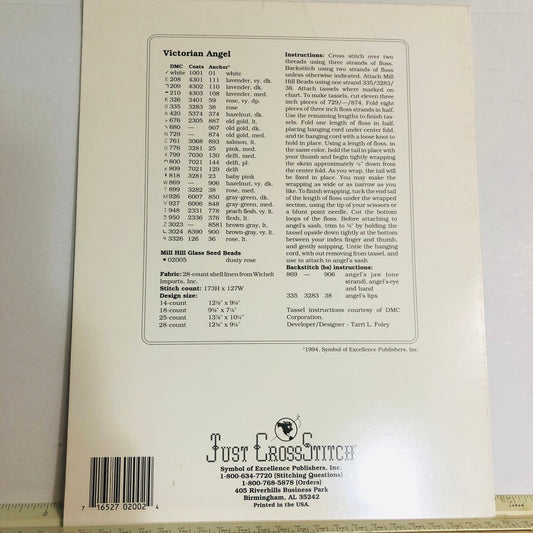 Victorian Angel
DMC Coats Anchor*
white 1001 01 white
208 4301 111 lavender, vy. dk.
209 4302 110 lavender, dk.
210 4303 108 lavender, med.
326 3401 59 rose, vy. dp.
335 3283 38 rose
420 5374 374 hazelnut, dk.
676 2305 887 old gold, lt.
680 — 907 old gold, dk.
729 — 874 old gold, med.
761 3068 893 salmon, lt.
776 3281 25 pink, med.
799 7030 130 delft, med.
800 7021 144 delft, pl.
809 7021 129 delft
818 3281 23 baby pink
869 — 906 hazelnut, vy. dk.
899 3282 38 rose, med.
926 6007 850 gray-green, dk.
927 6006 848 gray-green, med.
948 2331 778 peach flesh, vy. lt.
950 2336 376 flesh, lt.
3023 — 8581 brown-gray, lt.
3024 8390 900 brown-gray, vy. lt.
3326 126 36 rose, lt.
Mill Hill Glass Seed Beads
02005 dusty rose
Fabric: 28-count shell linen from Wichelt
Imports, Inc.
Stitch count: 173H x 127W
Design size:
14-count 12⅜" x 9⅛"
18-count 9⅝" x 7⅛"
25-count 13⅞" x 10¼"
28-count 12⅜" x 9⅛"
Instructions: Cross stitch over two
threads using three strands of floss.
Backstitch using two strands of floss
unless otherwise indicated. Attach Mill
Hill Beads using one strand 335/3283/
38. Attach tassels where marked on
chart. To make tassels, cut eleven three
inch pieces of 729/—/874. Fold eight
pieces of three inch floss strands in half.
Use the remaining lengths to finish tas-
sels. Fold one length of floss in half,
placing hanging cord under center fold,
and tie hanging cord with a loose knot to
hold in place. Using a length of floss, in
the same color, hold the tail in place with
your thumb and begin tightly wrapping
the skein approximately ⅛" down from
the center fold. As you wrap, the tail will
be fixed in place. You may make the
wrapping as wide or as narrow as you
like. To finish wrapping, tuck the end tail
of the length of floss under the wrapped
section, using the tip of your scissors or
a blunt point needle. Cut the bottom
loops of the floss. Before attaching to
angel's sash, trim to ¾" by holding the
tassel upside down tightly at the bottom
between your index finger and thumb,
and gently snipping. Untie the hanging
cord, with out removing from tassel, and
use to attach to angel's sash
Backstitch (bs) instructions:
869 — 906 angel's jaw (one
strand), angel's eye
and hand
335 3283 38 angel's lips
Tassel instructions courtesy of DMC
Corporation.
Developer/Designer - Tarri L. Foley
©1994, Symbol of Excellence Publishers, Inc.
JUST CROSSSTITCH
Symbol of Excellence Publishers, Inc.
1-800-634-7720 (Stitching Questions)
1-800-768-5878 (Orders)
405 Riverhills Business Park
Birmingham, AL 35242
Printed in the USA.
7 16527 02002 4